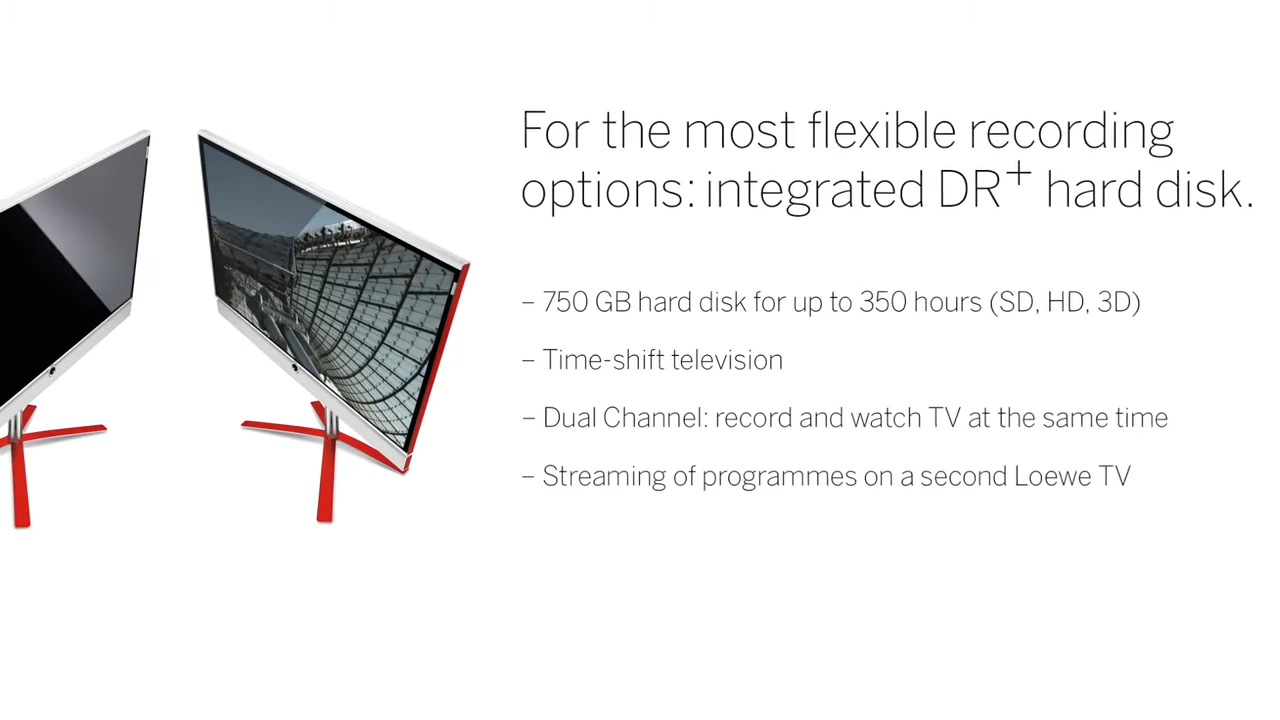 For the most flexible recording
options: integrated DR+ hard disk.
– 750 GB hard disk for up to 350 hours (SD, HD, 3D)
– Time-shift television
– Dual Channel: record and watch TV at the same time
– Streaming of programmes on a second Loewe TV